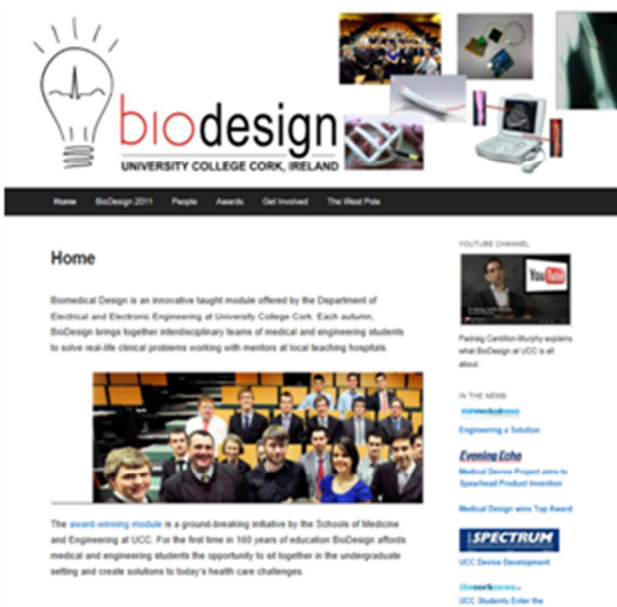 biodesign
UNIVERSITY COLLEGE CORK, IRELAND
Home BioDesign 2011 People Awards Get Involved The West Pole
Home
Biomedical Design is an innovative taught module offered by the Department of
Electrical and Electronic Engineering at University College Cork. Each autumn,
BioDesign brings together interdisciplinary teams of medical and engineering students
to solve real-life clinical problems working with mentors at local teaching hospitals.
The award-winning module is a ground-breaking initiative by the Schools of Medicine
and Engineering at UCC. For the first time in 160 years of education BioDesign affords
medical and engineering students the opportunity to sit together in the undergraduate
setting and create solutions to today's health care challenges.
YOUTUBE CHANNEL
You Tube
Padraig Cantillon-Murphy explains
what BioDesign at UCC is all
about.
IN THE NEWS
irishmedicalnews
Engineering a Solution
Evening Echo
Medical Device Project aims to
Spearhead Product Invention
Medical Design wins Top Award
SPECTRUM
UCC Device Development
thecorknews.ie
UCC Students Enter the